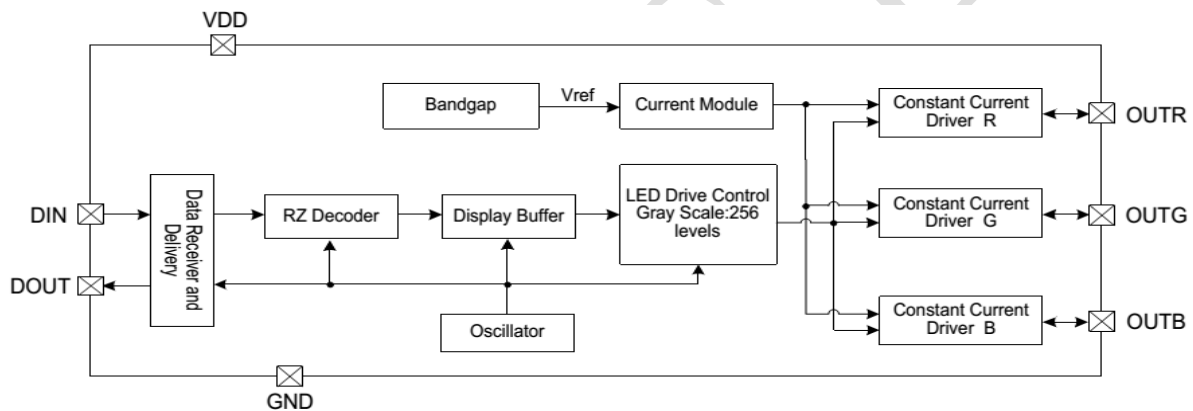 VDD
Bandgap
Vref
Current Module
Constant Current
Driver R
OUTR
DIN
DOUT
Data Receiver and
Delivery
RZ Decoder
Display Buffer
LED Drive Control
Gray Scale:256
levels
Constant Current
Driver G
OUTG
Oscillator
Constant Current
Driver B
OUTB
GND